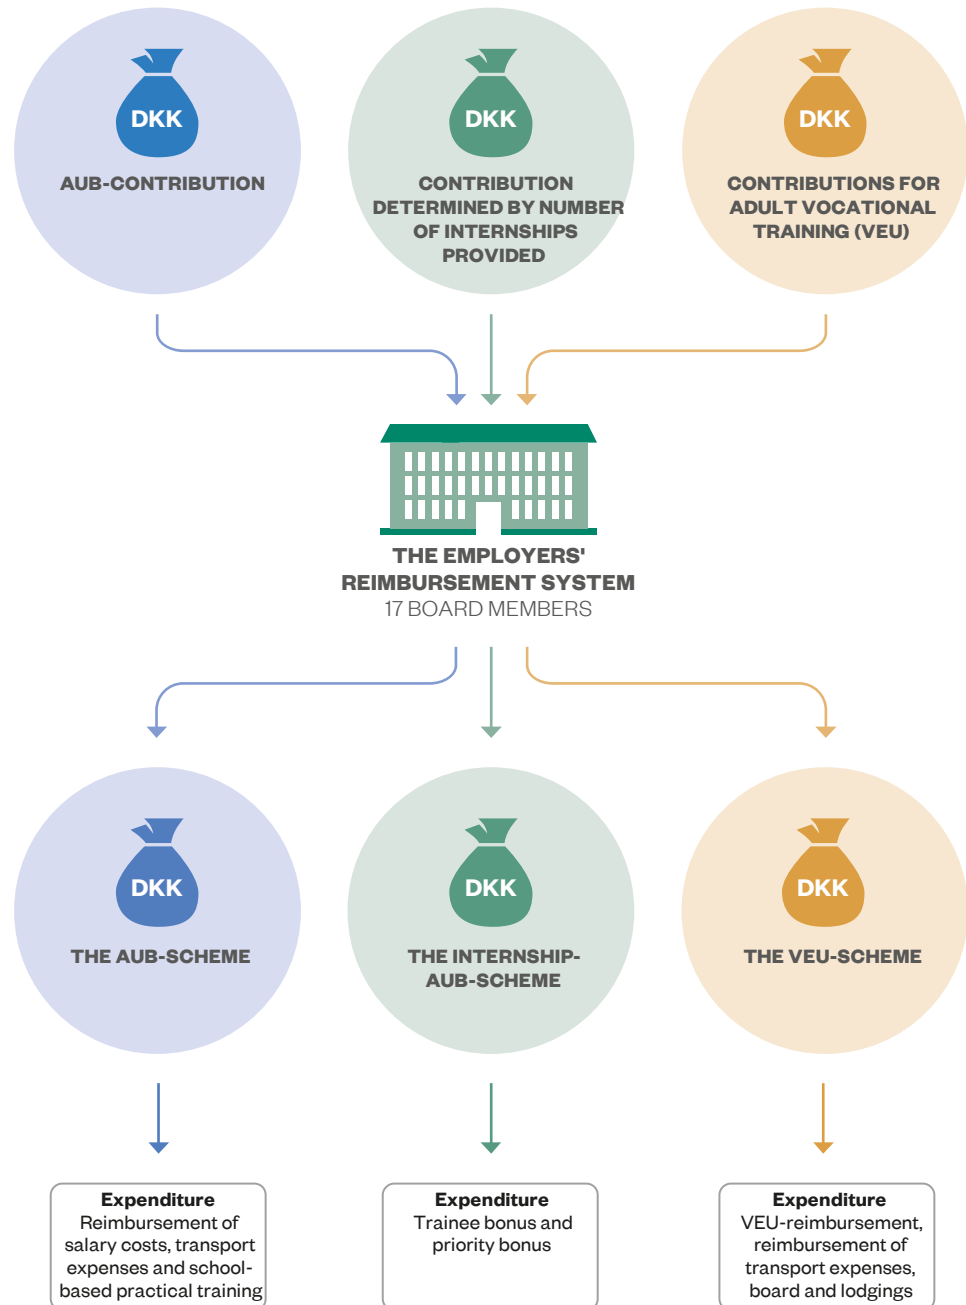 DKK
AUB-CONTRIBUTION
DKK
CONTRIBUTION
DETERMINED BY NUMBER
OF INTERNSHIPS
PROVIDED
DKK
CONTRIBUTIONS FOR
ADULT VOCATIONAL
TRAINING (VEU)
THE EMPLOYERS'
REIMBURSEMENT SYSTEM
17 BOARD MEMBERS
DKK
THE AUB-SCHEME
DKK
THE INTERNSHIP-
AUB-SCHEME
DKK
THE VEU-SCHEME
Expenditure
Reimbursement of
salary costs, transport
expenses and school-
based practical training
Expenditure
Trainee bonus and
priority bonus
Expenditure
VEU-reimbursement,
reimbursement of
transport expenses,
board and lodgings